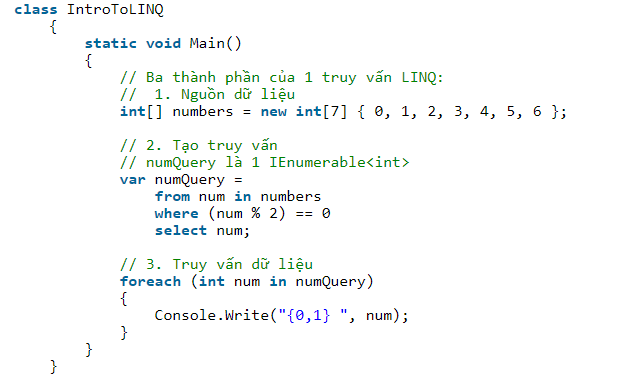 class IntroToLINQ
    {
        static void Main()
        {
            // Ba thành phần của 1 truy vấn LINQ:
            //  1. Nguồn dữ liệu
            int[] numbers = new int[7] { 0, 1, 2, 3, 4, 5, 6 };

            // 2. Tạo truy vấn
            // numQuery là 1 IEnumerable<int>
            var numQuery =
                from num in numbers
                where (num % 2) == 0
                select num;

            // 3. Truy vấn dữ liệu
            foreach (int num in numQuery)
            {
                Console.Write("{0,1} ", num);
            }
        }
    }